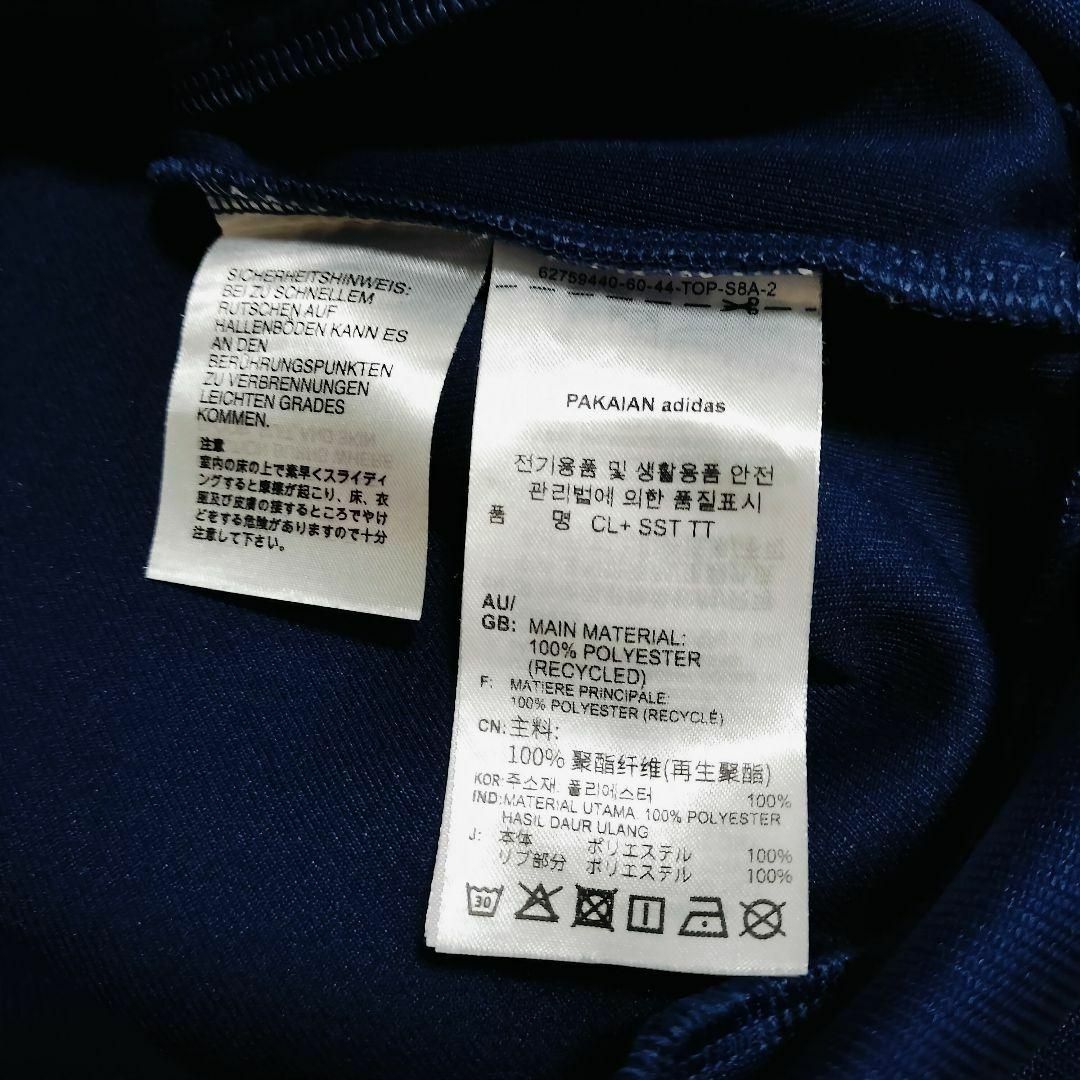 SICHERHEITSHINWEIS:
BEI ZU SCHNELLEM
RUTSCHEN AUF
HALLENBÖDEN KANN ES
AN DEN
BERÜHRUNGSPUNKTEN
ZU VERBRENNUNGEN
LEICHTEN GRADES
KOMMEN.
注意
室内の床の上で素早くスライディ
ングすると摩擦が起こり、床、衣
服及び皮膚の接するところでやけ
どをする危険がありますので十分
注意して下さい。
62759440-60-44-TOP-S8A-2
PAKAIAN adidas
전기용품 및 생활용품 안전
관리법에 의한 품질표시
품 명 CL+ SST TT
AU/
GB: MAIN MATERIAL:
100% POLYESTER
(RECYCLED)
F: MATIERE PRINCIPALE:
100% POLYESTER (RECYCLÉ)
CN: 主料:
100% 聚酯纤维(再生聚酯)
KOR: 주소재: 폴리에스터 100%
IND: MATERIAL UTAMA: 100% POLYESTER
HASIL DAUR ULANG
J: 本体 ポリエステル 100%
リブ部分 ポリエステル 100%
30